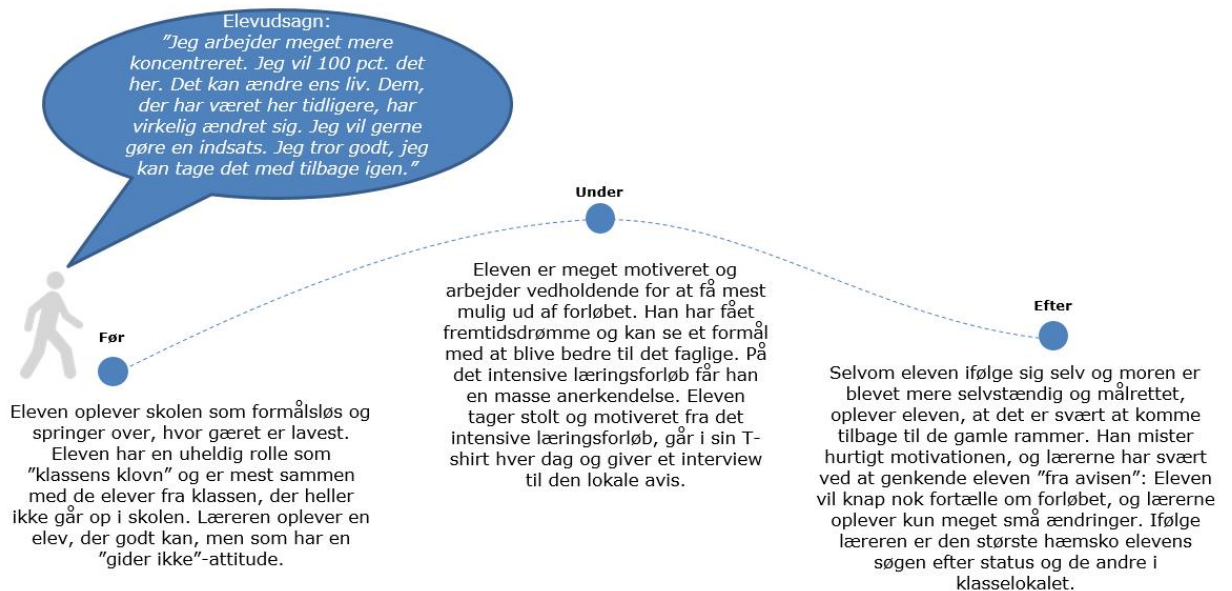 Elevudsagn:
"Jeg arbejder meget mere
koncentreret. Jeg vil 100 pct. det
her. Det kan ændre ens liv. Dem,
der har været her tidligere, har
virkelig ændret sig. Jeg vil gerne
gøre en indsats. Jeg tror godt, jeg
kan tage det med tilbage igen."
Før
Eleven oplever skolen som formålsløs og
springer over, hvor gæret er lavest.
Eleven har en uheldig rolle som
"klassens klovn" og er mest sammen
med de elever fra klassen, der heller
ikke går op i skolen. Læreren oplever en
elev, der godt kan, men som har en
"gider ikke"-attitude.
Under
Eleven er meget motiveret og
arbejder vedholdende for at få mest
mulig ud af forløbet. Han har fået
fremtidsdrømme og kan se et formål
med at blive bedre til det faglige. På
det intensive læringsforløb får han
en masse anerkendelse. Eleven
tager stolt og motiveret fra det
intensive læringsforløb, går i sin T-
shirt hver dag og giver et interview
til den lokale avis.
Efter
Selvom eleven ifølge sig selv og moren er
blevet mere selvstændig og målrettet,
oplever eleven, at det er svært at komme
tilbage til de gamle rammer. Han mister
hurtigt motivationen, og lærerne har svært
ved at genkende eleven "fra avisen": Eleven
vil knap nok fortælle om forløbet, og lærerne
oplever kun meget små ændringer. Ifølge
læreren er den største hæmsko elevens
søgen efter status og de andre i
klasselokalet.